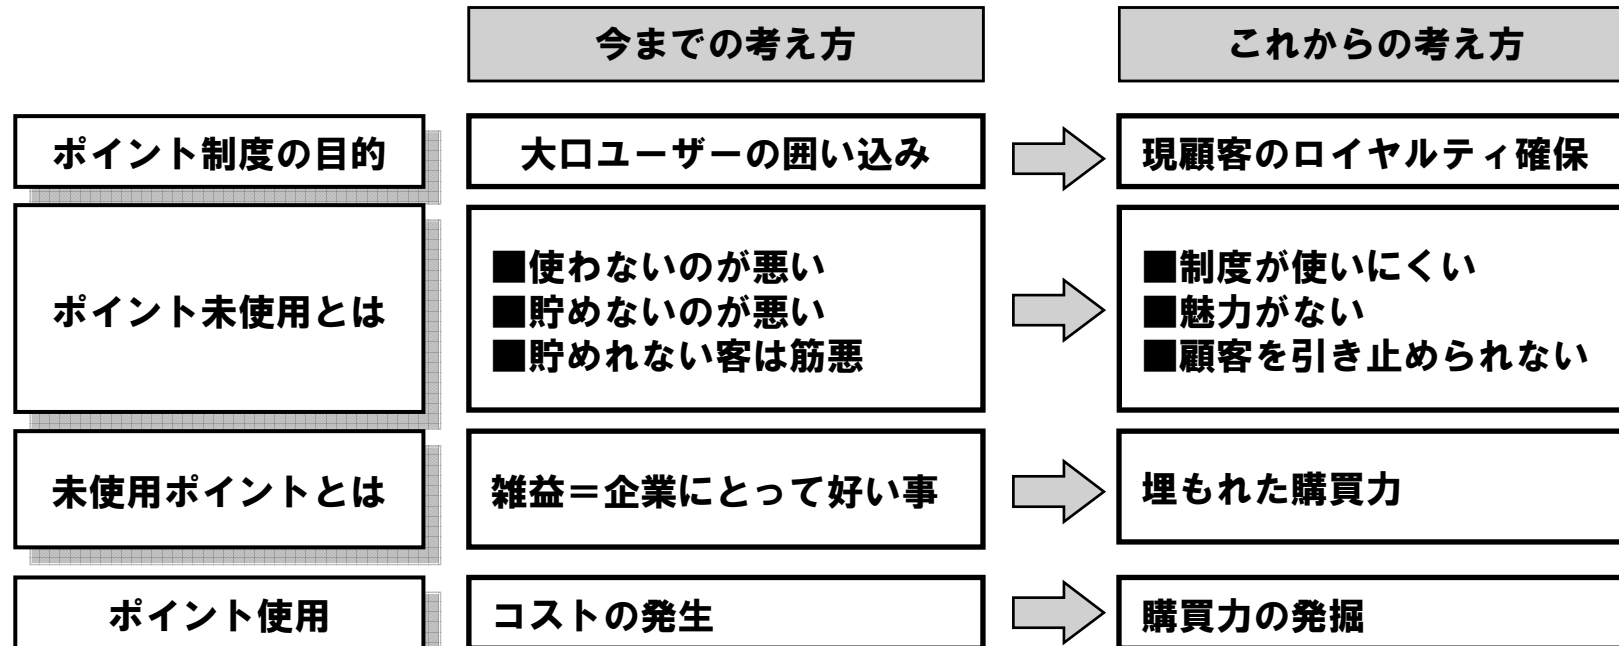 今までの考え方
これからの考え方
ポイント制度の目的
大口ユーザーの囲い込み
現顧客のロイヤルティ確保
ポイント未使用とは
■使わないのが悪い
■貯めないのが悪い
■貯めれない客は筋悪
■制度が使いにくい
■魅力がない
■顧客を引き止められない
未使用ポイントとは
雑益＝企業にとって好い事
埋もれた購買力
ポイント使用
コストの発生
購買力の発掘